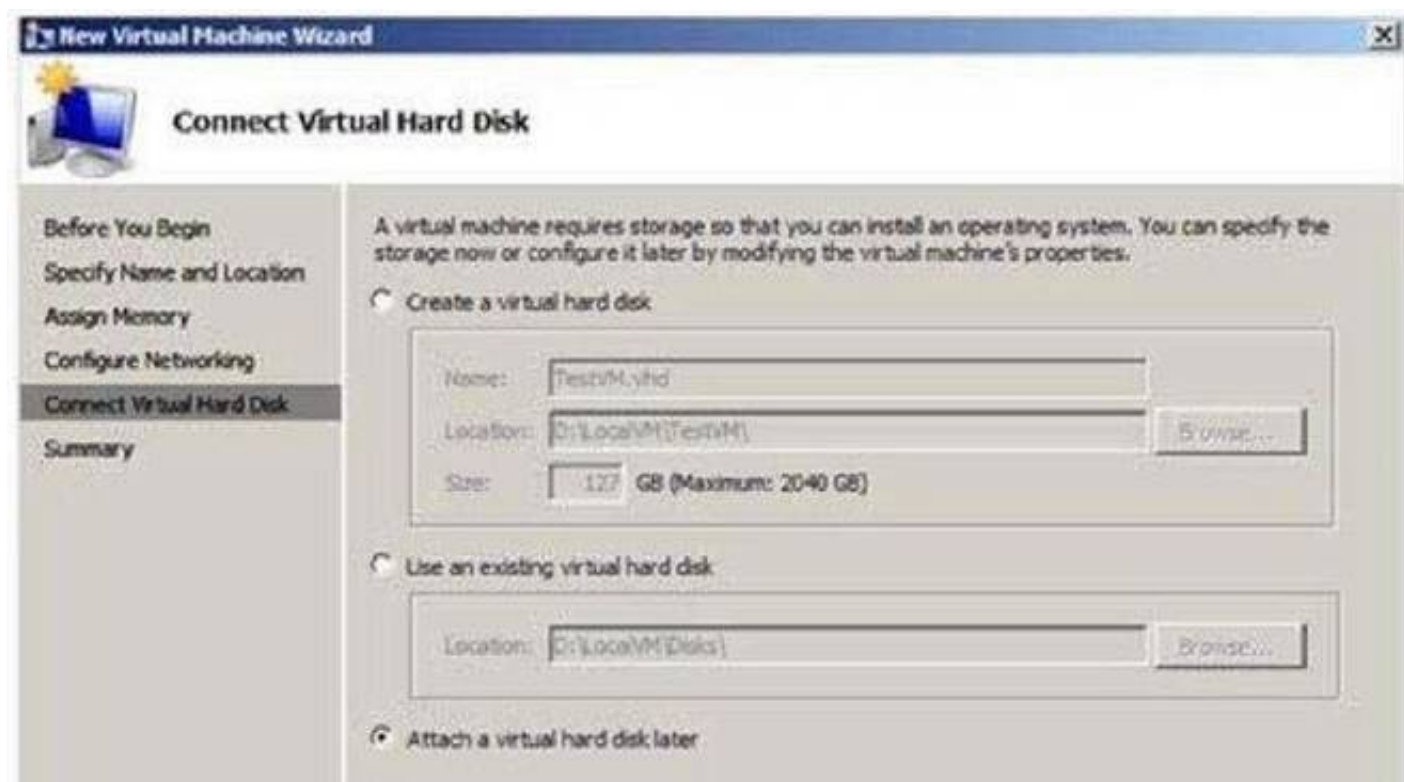 New Virtual Machine Wizard
Connect Virtual Hard Disk
Before You Begin
Specify Name and Location
Assign Memory
Configure Networking
Connect Virtual Hard Disk
Summary
A virtual machine requires storage so that you can install an operating system. You can specify the
storage now or configure it later by modifying the virtual machine's properties.
Create a virtual hard disk
Name: TestVM.vhd
Location: D:\LocalVM\TestVM\ Browse...
Size: 127 GB (Maximum: 2040 GB)
Use an existing virtual hard disk
Location: D:\LocalVM\Disks\ Browse...
Attach a virtual hard disk later